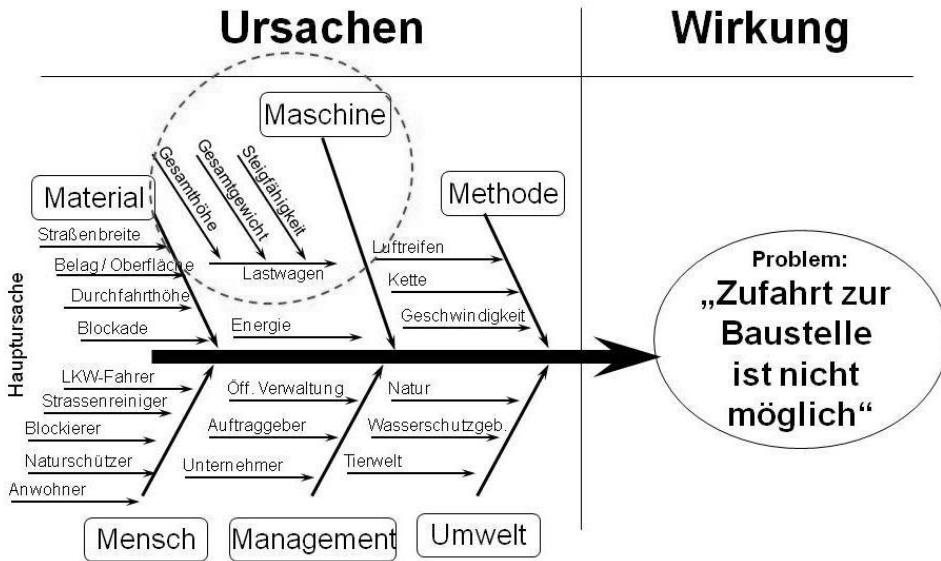 Ursachen
Wirkung
Maschine
Material
Methode
Gesamthöhe
Gesamtgewicht
Steigfähigkeit
Lastwagen
Straßenbreite
Belag / Oberfläche
Durchfahrthöhe
Blockade
Energie
Luftreifen
Kette
Geschwindigkeit
Hauptursache
Problem:
„Zufahrt zur
Baustelle
ist nicht
möglich“
LKW-Fahrer
Strassenreiniger
Blockierer
Naturschützer
Anwohner
Öff. Verwaltung
Auftraggeber
Unternehmer
Natur
Wasserschutzgeb.
Tierwelt
Mensch
Management
Umwelt